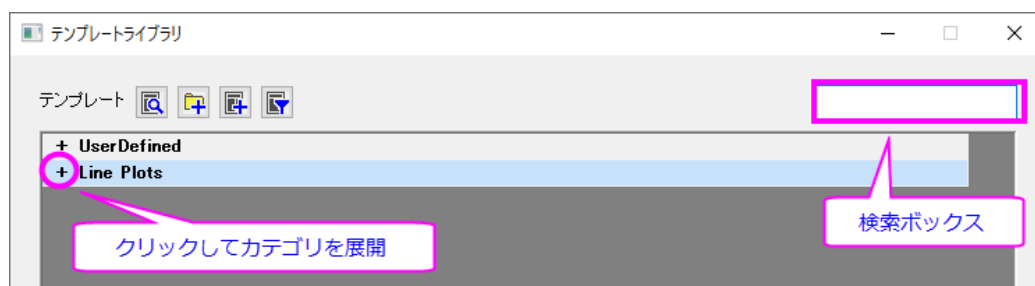 テンプレートライブラリ
テンプレート
+ UserDefined
+ Line Plots
クリックしてカテゴリを展開
検索ボックス